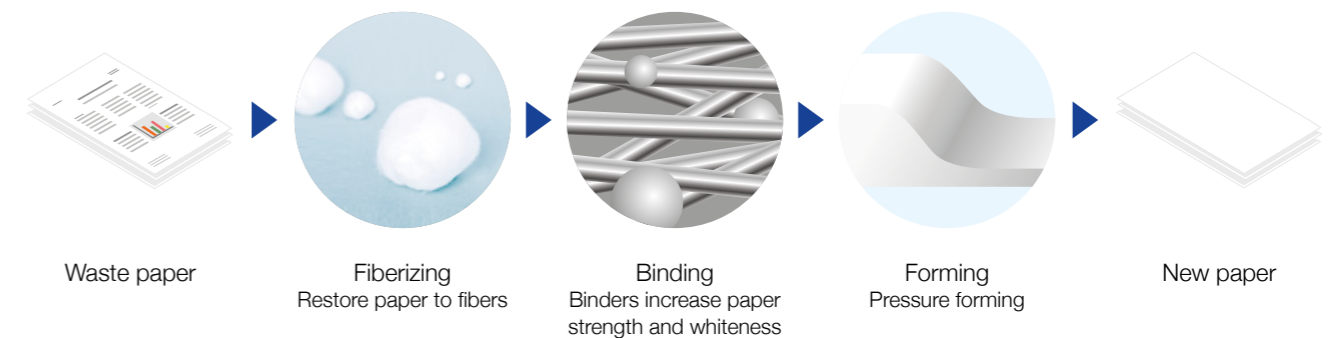 Waste paper
Fiberizing
Restore paper to fibers
Binding
Binders increase paper
strength and whiteness
Forming
Pressure forming
New paper